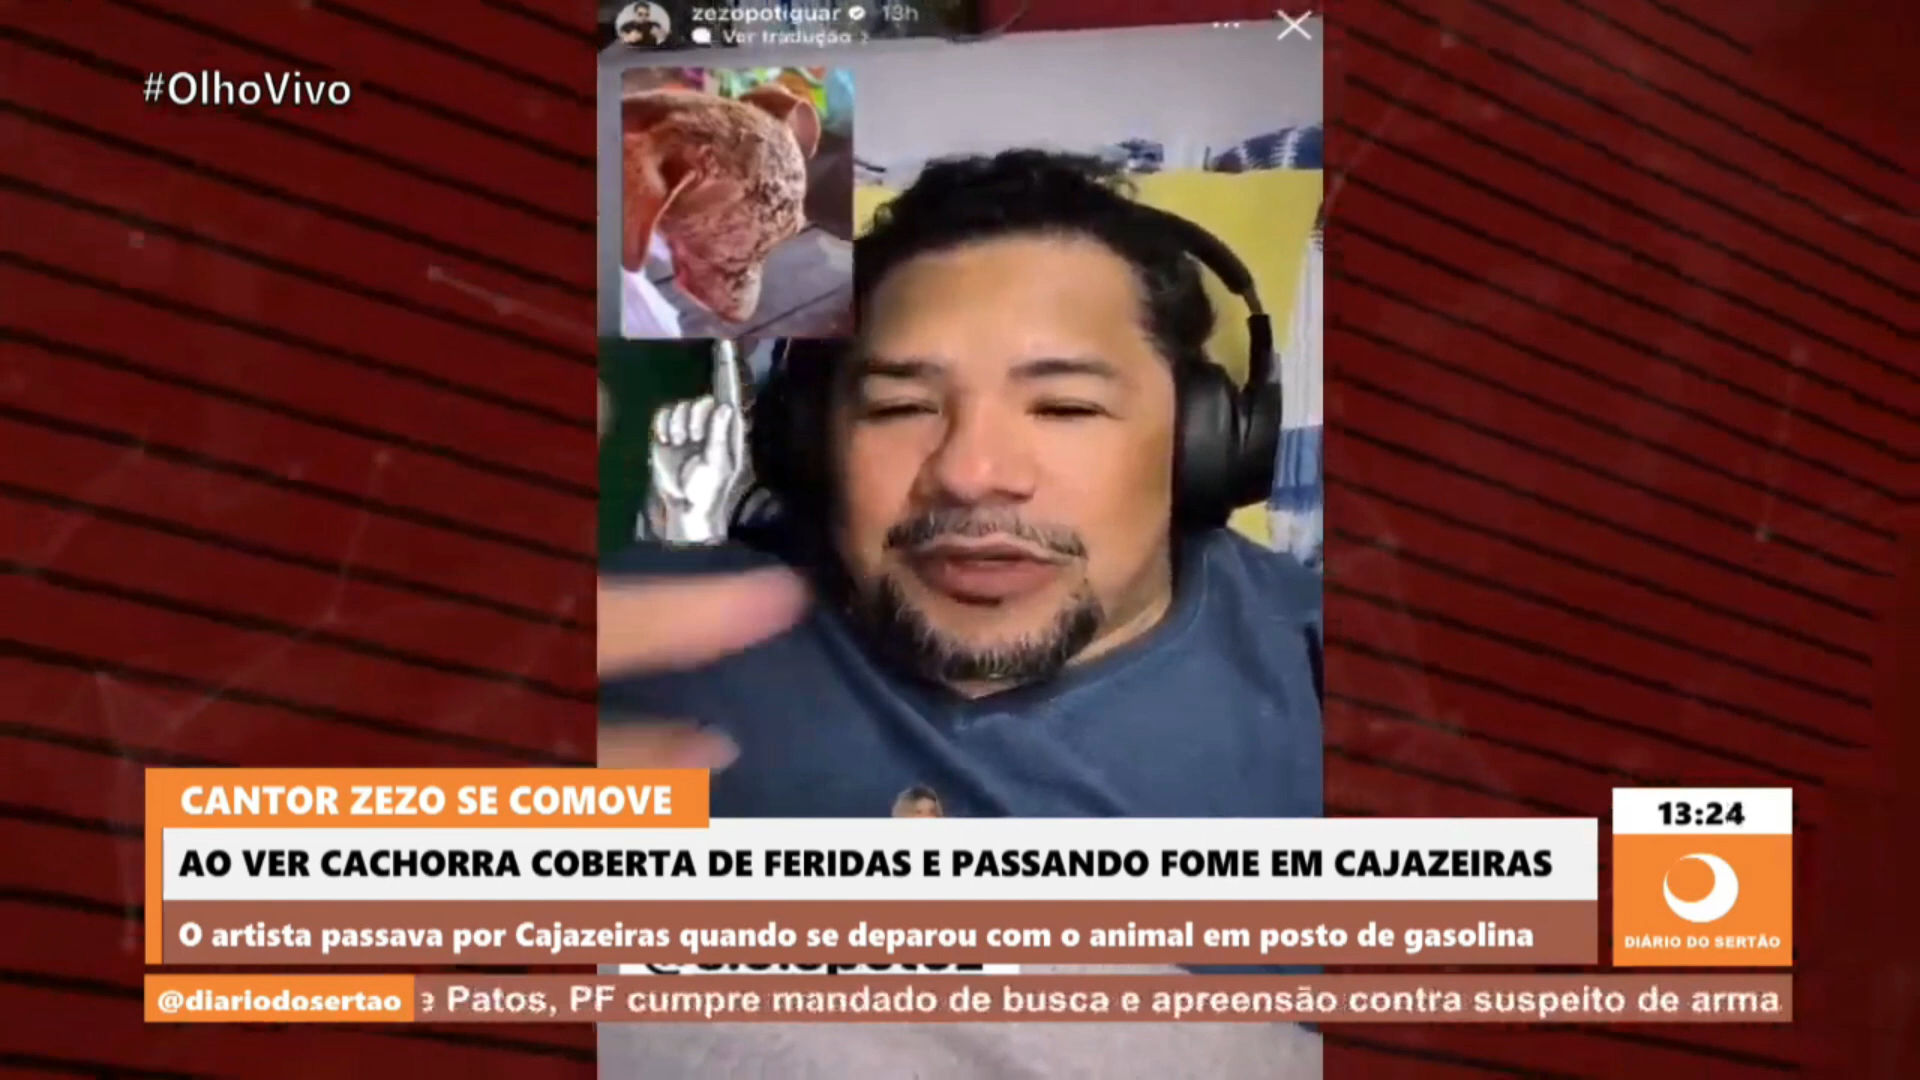 zezopotiguar 13h
Ver tradução
#OlhoVivo
CANTOR ZEZO SE COMOVE
AO VER CACHORRA COBERTA DE FERIDAS E PASSANDO FOME EM CAJAZEIRAS
O artista passava por Cajazeiras quando se deparou com o animal em posto de gasolina
13:24
DIÁRIO DO SERTÃO
@diariodosertao
e Patos, PF cumpre mandado de busca e apreensão contra suspeito de arma